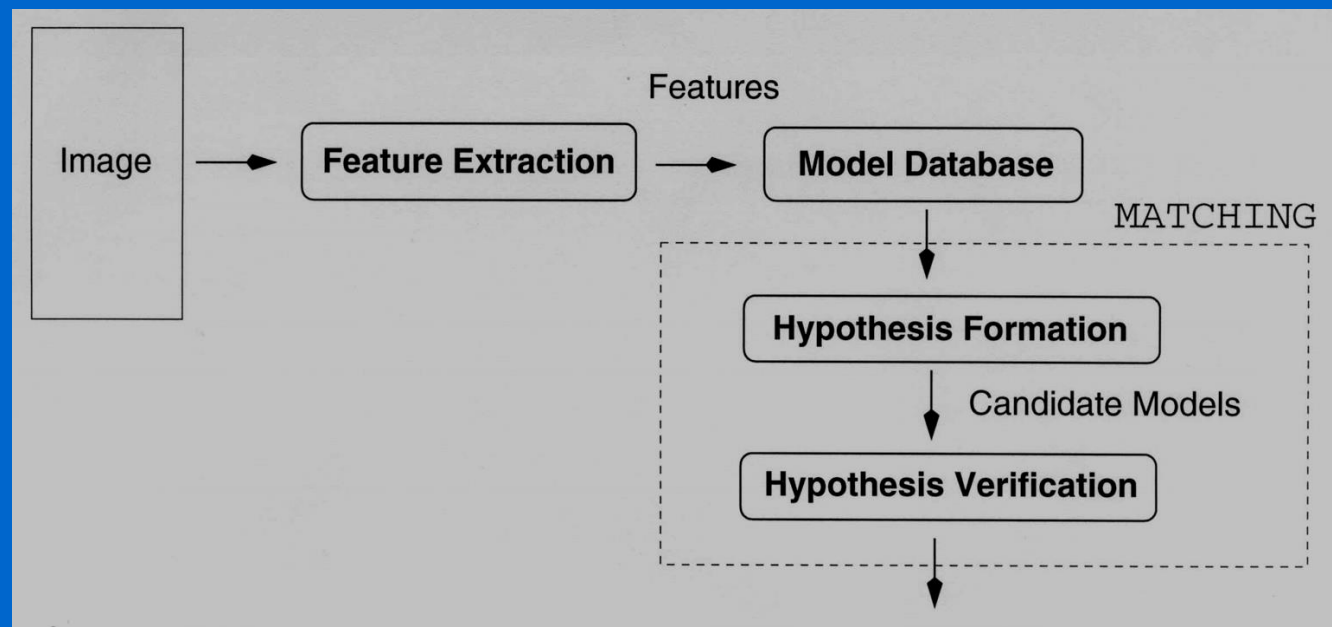 Features
Image
Feature Extraction
Model Database
MATCHING
Hypothesis Formation
Candidate Models
Hypothesis Verification